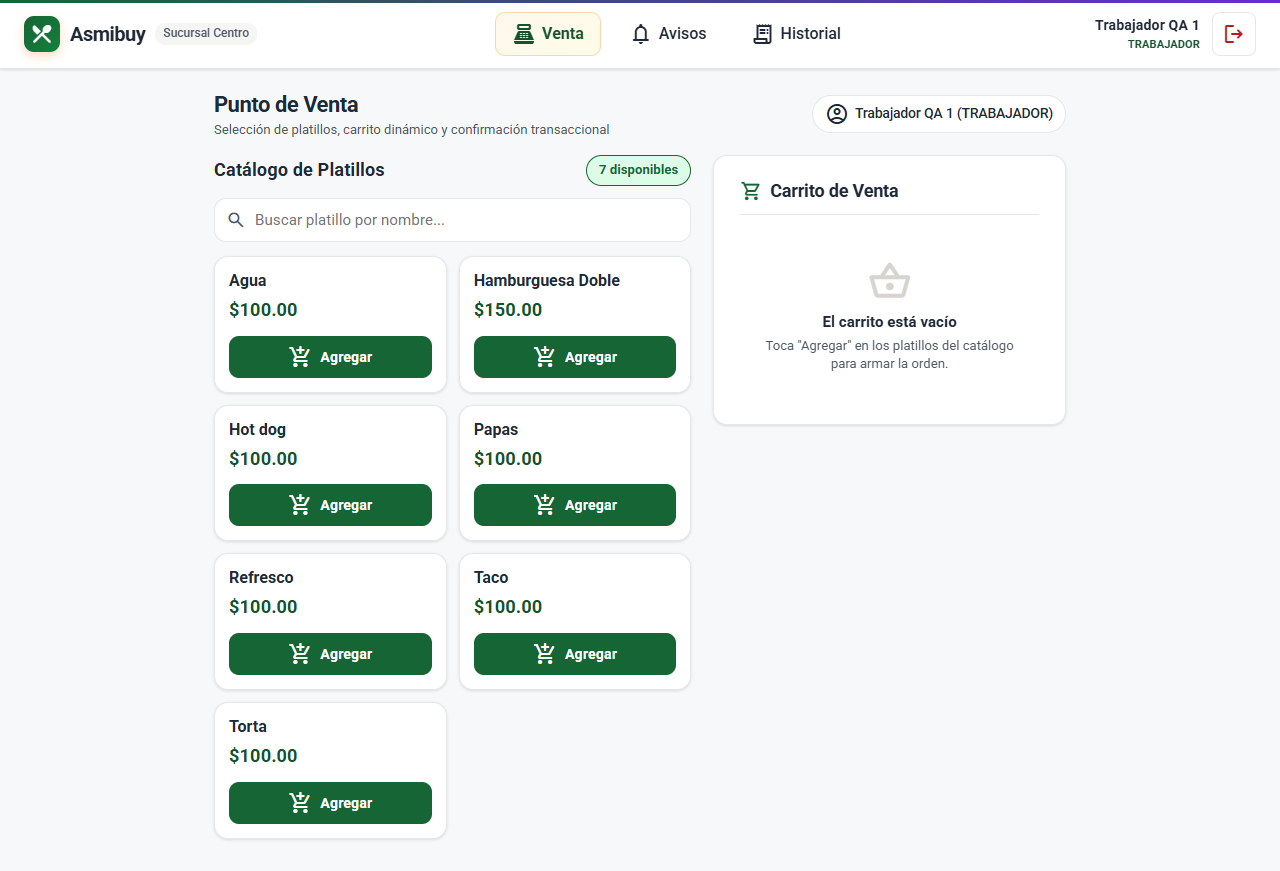 Asmibuy
Sucursal Centro
Venta
Avisos
Historial
Trabajador QA 1
TRABAJADOR
Punto de Venta
Selección de platillos, carrito dinámico y confirmación transaccional
Trabajador QA 1 (TRABAJADOR)
Catálogo de Platillos
7 disponibles
Buscar platillo por nombre...
Agua
$100.00
Agregar
Hamburguesa Doble
$150.00
Agregar
Hot dog
$100.00
Agregar
Papas
$100.00
Agregar
Refresco
$100.00
Agregar
Taco
$100.00
Agregar
Torta
$100.00
Agregar
Carrito de Venta
El carrito está vacío
Toca "Agregar" en los platillos del catálogo
para armar la orden.